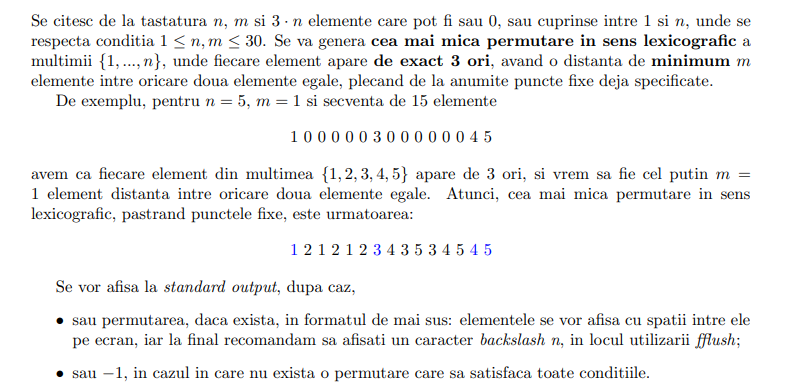 Se citesc de la tastatura n, m si 3 · n elemente care pot fi sau 0, sau cuprinse intre 1 si n, unde se
respecta conditia 1 ≤ n, m ≤ 30. Se va genera cea mai mica permutare in sens lexicografic a
multimii {1, ..., n}, unde fiecare element apare de exact 3 ori, avand o distanta de minimum m
elemente intre oricare doua elemente egale, plecand de la anumite puncte fixe deja specificate.
De exemplu, pentru n = 5, m = 1 si secventa de 15 elemente
1 0 0 0 0 0 3 0 0 0 0 0 0 4 5
avem ca fiecare element din multimea {1, 2, 3, 4, 5} apare de 3 ori, si vrem sa fie cel putin m =
1 element distanta intre oricare doua elemente egale. Atunci, cea mai mica permutare in sens
lexicografic, pastrand punctele fixe, este urmatoarea:
1 2 1 2 1 2 3 4 3 5 3 4 5 4 5
Se vor afisa la standard output, dupa caz,
• sau permutarea, daca exista, in formatul de mai sus: elementele se vor afisa cu spatii intre ele
pe ecran, iar la final recomandam sa afisati un caracter backslash n, in locul utilizarii fflush;
• sau −1, in cazul in care nu exista o permutare care sa satisfaca toate conditiile.